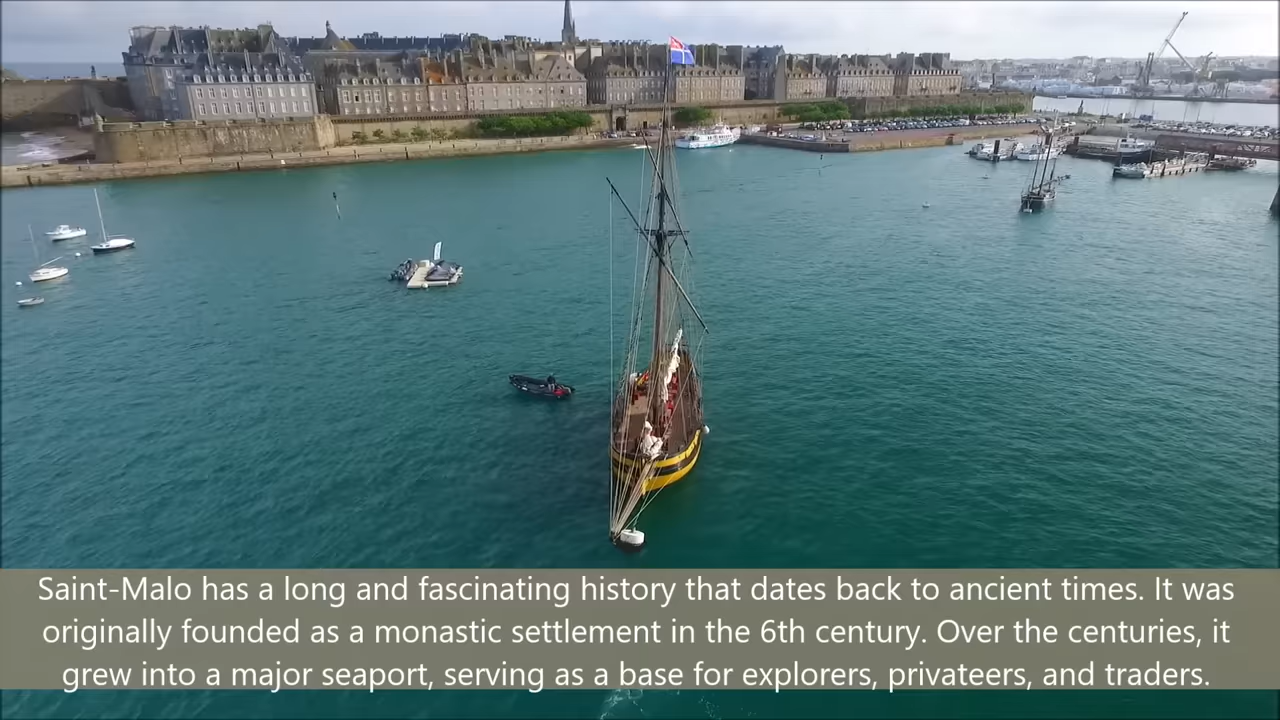 Saint-Malo has a long and fascinating history that dates back to ancient times. It was
originally founded as a monastic settlement in the 6th century. Over the centuries, it
grew into a major seaport, serving as a base for explorers, privateers, and traders.